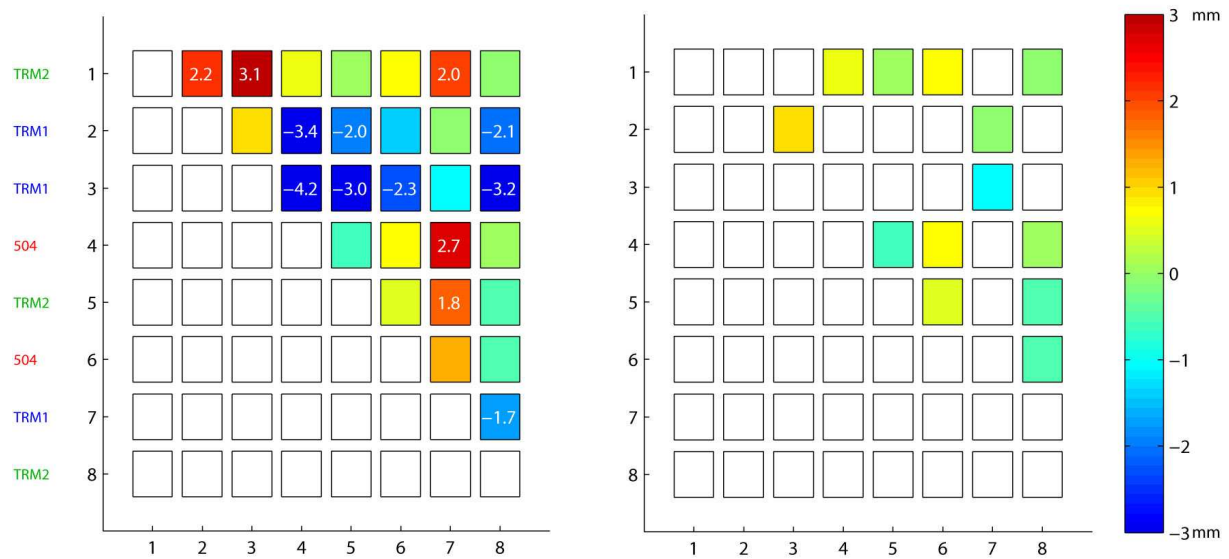 3 mm
TRM2 1 2.2 3.1 2.0 1
TRM1 2 −3.4 −2.0 −2.1 2
2
TRM1 3 −4.2 −3.0 −2.3 −3.2 3
1
504 4 2.7 4
0
TRM2 5 1.8 5
504 6 6
−1
TRM1 7 −1.7 7
−2
TRM2 8 8
−3 mm
1 2 3 4 5 6 7 8 1 2 3 4 5 6 7 8